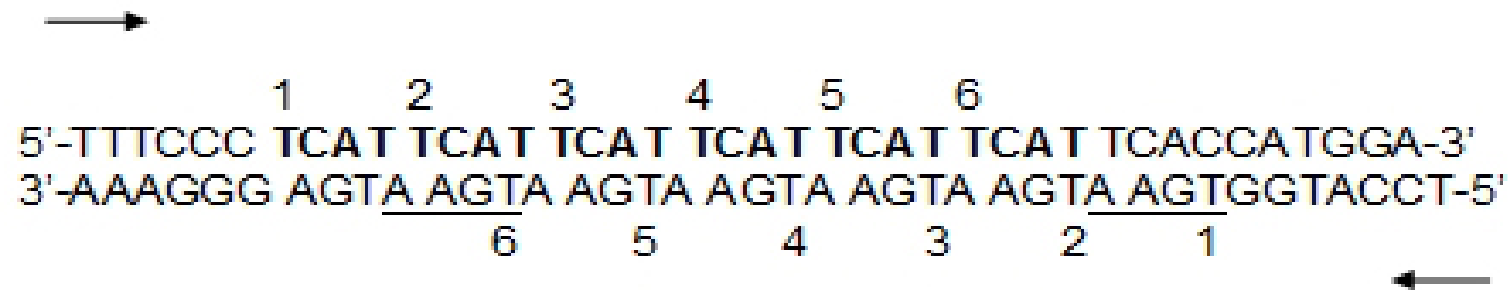 1 2 3 4 5 6
5'-TTTCCC TCAT TCAT TCAT TCAT TCAT TCAT TCACCATGGA-3'
3'-AAAGGG AGTA AGTA AGTA AGTA AGTA AGTA AGTGGTACCT-5'
6 5 4 3 2 1